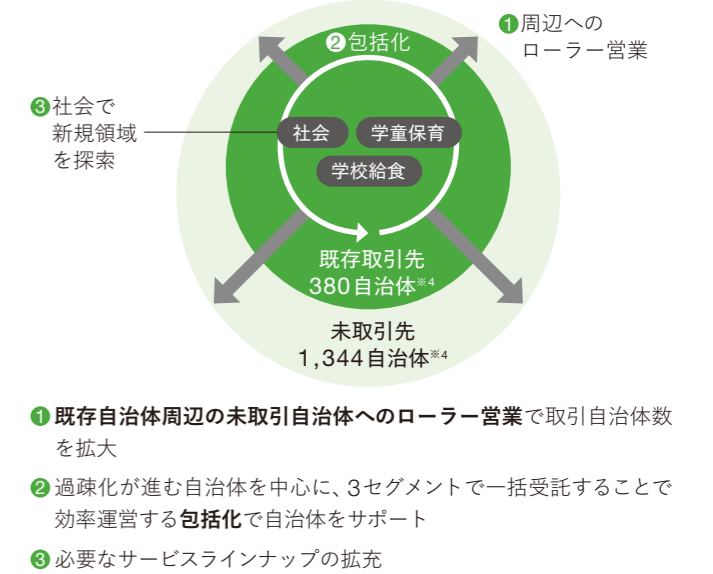 ❶周辺への
ローラー営業
❷包括化
❸社会で
新規領域
を探索
社会
学童保育
学校給食
既存取引先
380自治体※4
未取引先
1,344自治体※4
❶既存自治体周辺の未取引自治体へのローラー営業で取引自治体数
を拡大
❷過疎化が進む自治体を中心に、3セグメントで一括受託することで
効率運営する包括化で自治体をサポート
❸必要なサービスラインナップの拡充